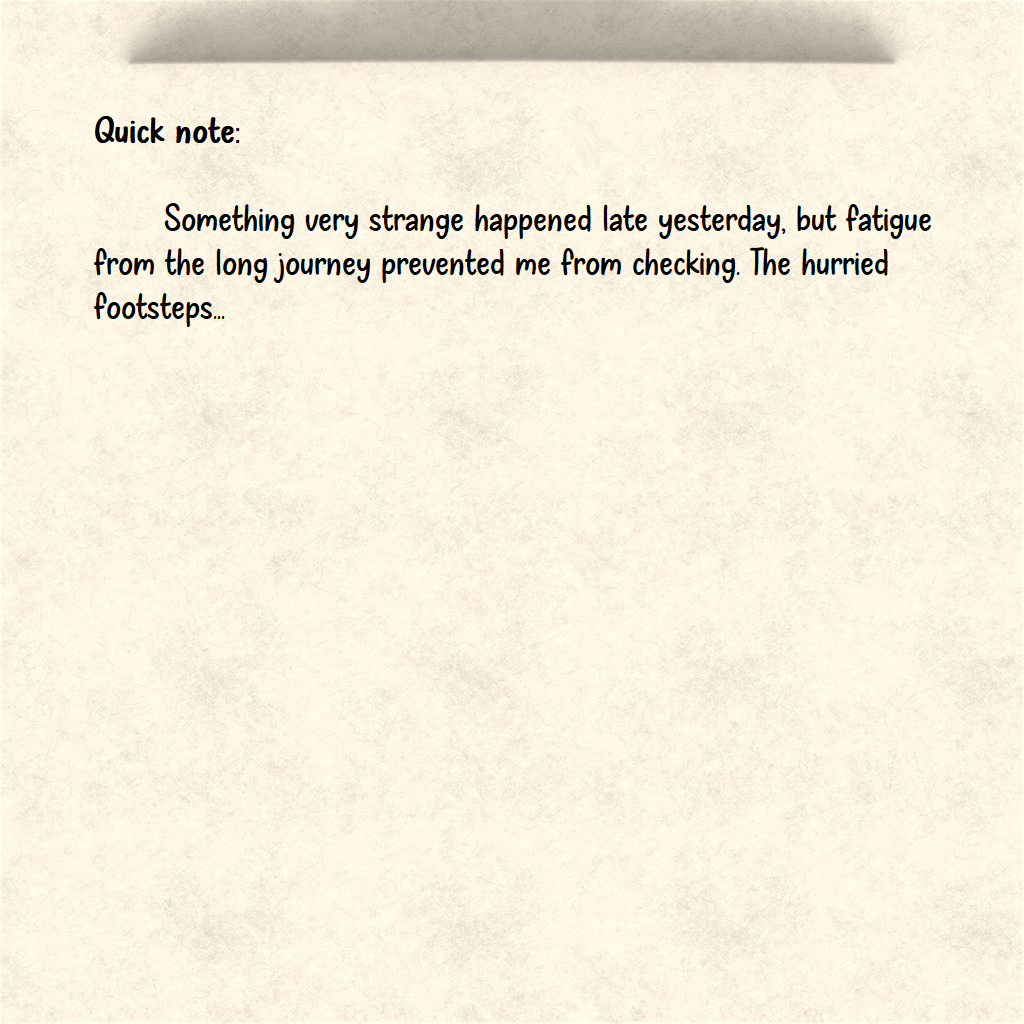 Quick note:
Something very strange happened late yesterday, but fatigue
from the long journey prevented me from checking. The hurried
footsteps...